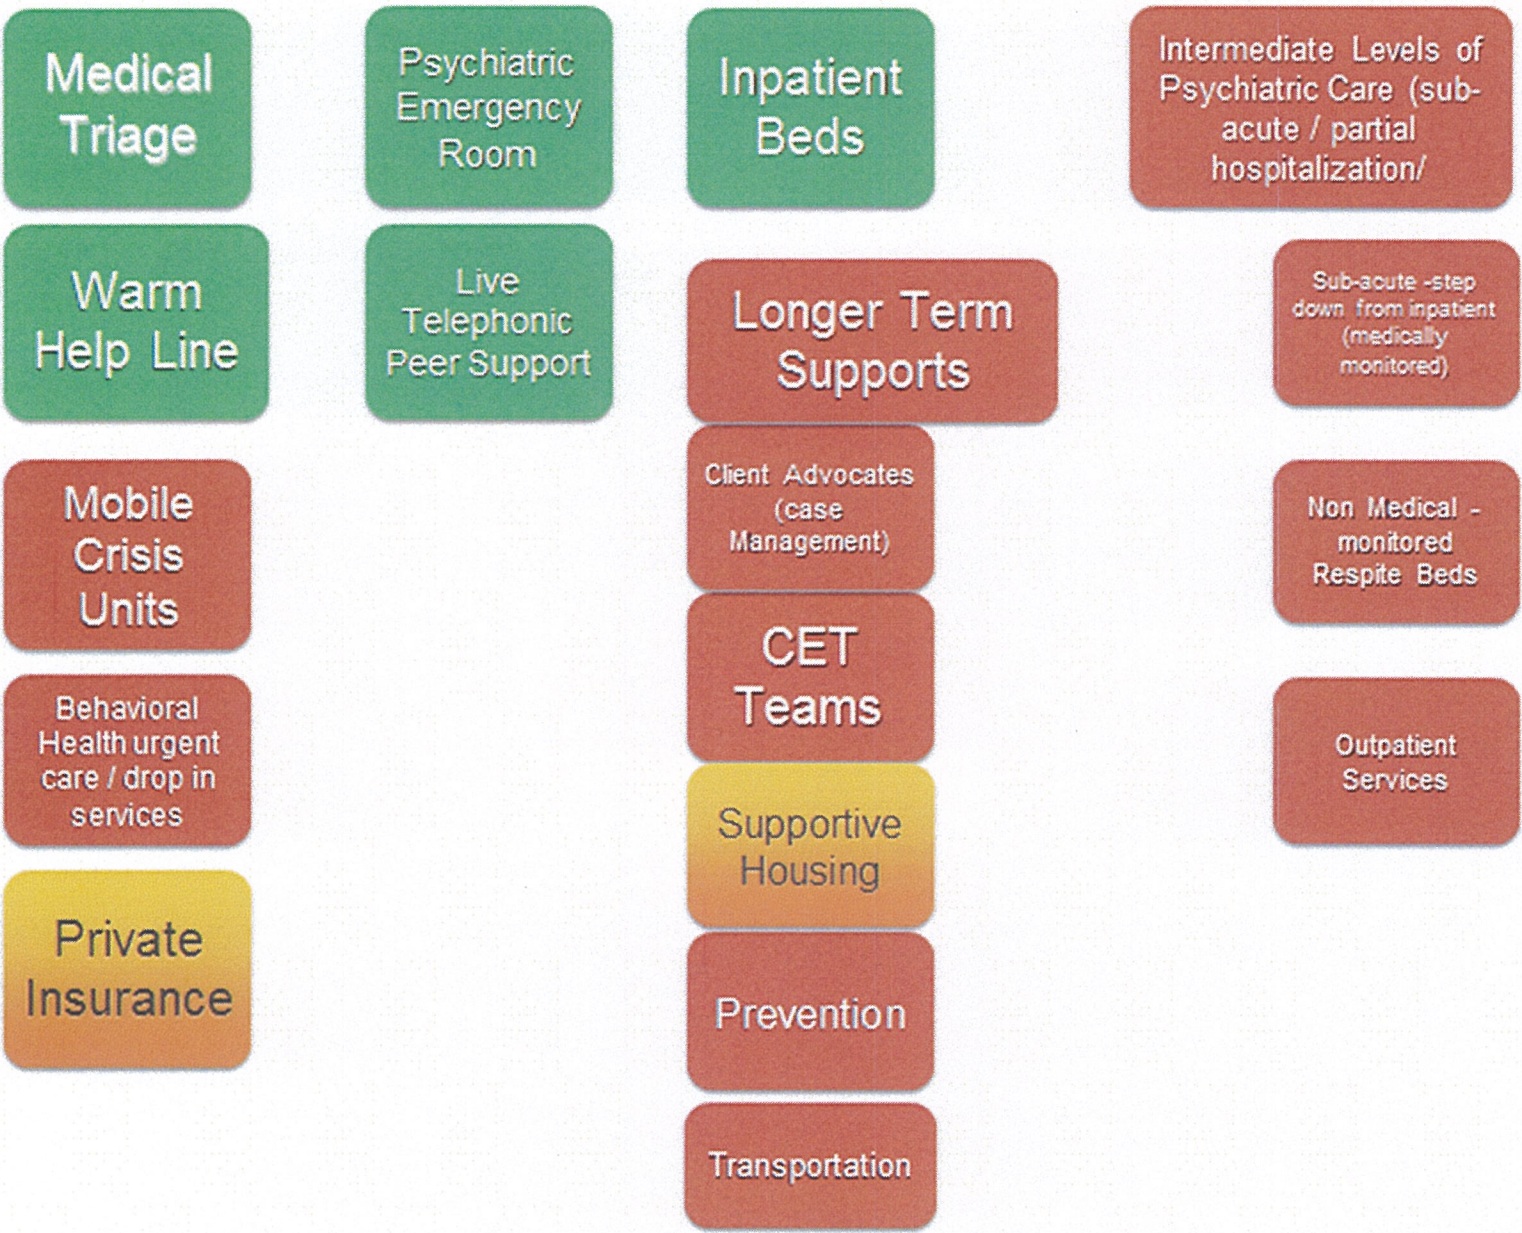 Medical
Triage
Psychiatric
Emergency
Room
Inpatient
Beds
Intermediate Levels of
Psychiatric Care (sub-
acute / partial
hospitalization/
Warm
Help Line
Live
Telephonic
Peer Support
Longer Term
Supports
Sub-acute -step
down from inpatient
(medically
monitored)
Mobile
Crisis
Units
Client Advocates
(case
Management)
Non Medical -
monitored
Respite Beds
CET
Teams
Behavioral
Health urgent
care / drop in
services
Outpatient
Services
Supportive
Housing
Private
Insurance
Prevention
Transportation